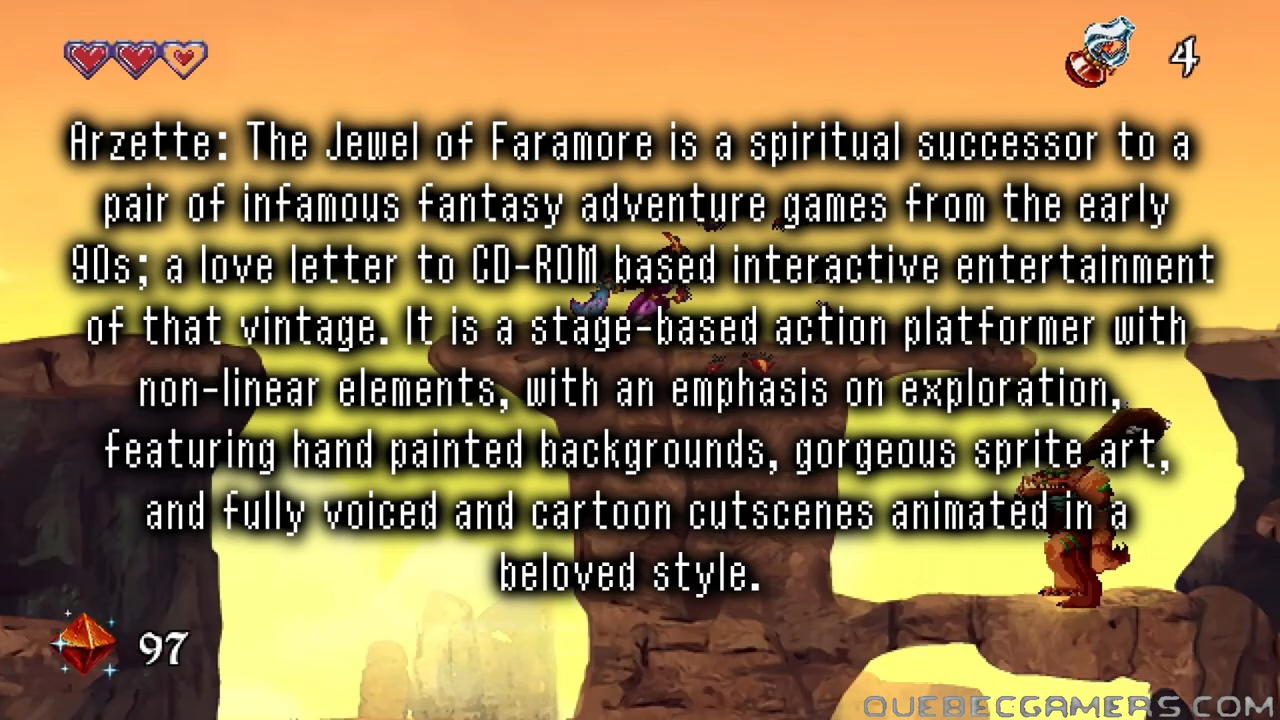 4
Arzette: The Jewel of Faramore is a spiritual successor to a
pair of infamous fantasy adventure games from the early
90s; a love letter to CD-ROM based interactive entertainment
of that vintage. It is a stage-based action platformer with
non-linear elements, with an emphasis on exploration,
featuring hand painted backgrounds, gorgeous sprite art,
and fully voiced and cartoon cutscenes animated in a
beloved style.
97
QUEBECGAMERS.COM